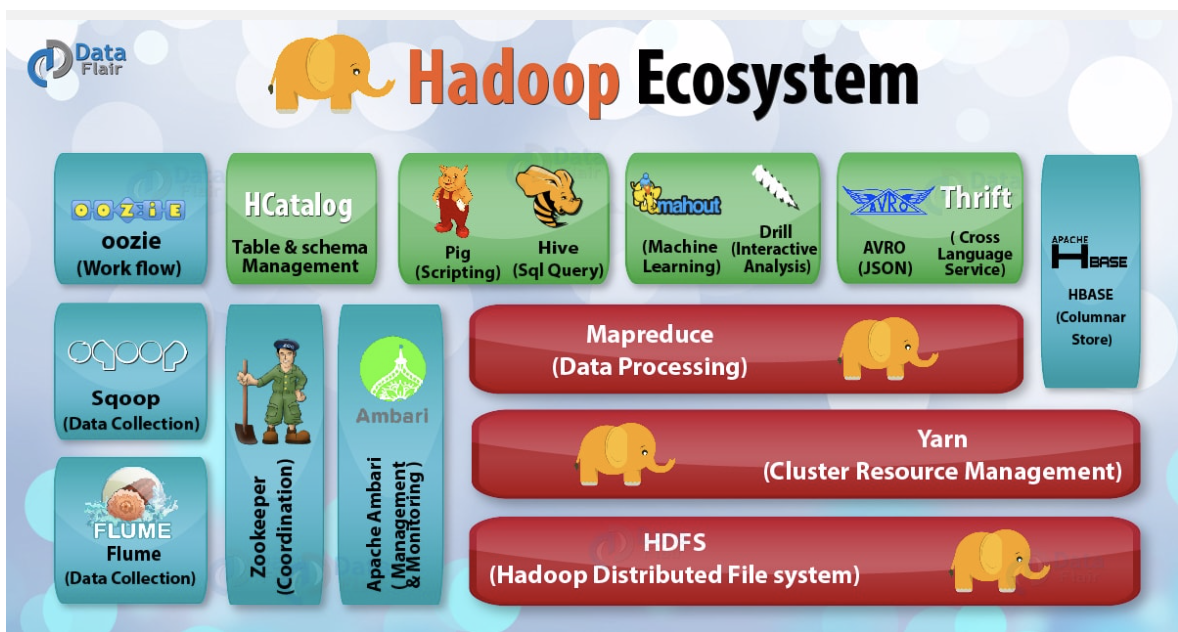 Data
Flair
Hadoop Ecosystem
OOZiE
oozie
(Work flow)
HCatalog
Table & schema
Management
Pig
(Scripting)
Hive
(Sql Query)
mahout
(Machine
Learning)
Drill
(Interactive
Analysis)
AVRO
AVRO
(JSON)
Thrift
( Cross
Language
Service)
APACHE
HBASE
HBASE
(Columnar
Store)
sqoop
Sqoop
(Data Collection)
Zookeeper
(Coordination)
Ambari
Apache Ambari
( Management
& Monitoring )
Mapreduce
(Data Processing)
Yarn
(Cluster Resource Management)
FLUME
Flume
(Data Collection)
HDFS
(Hadoop Distributed File system)